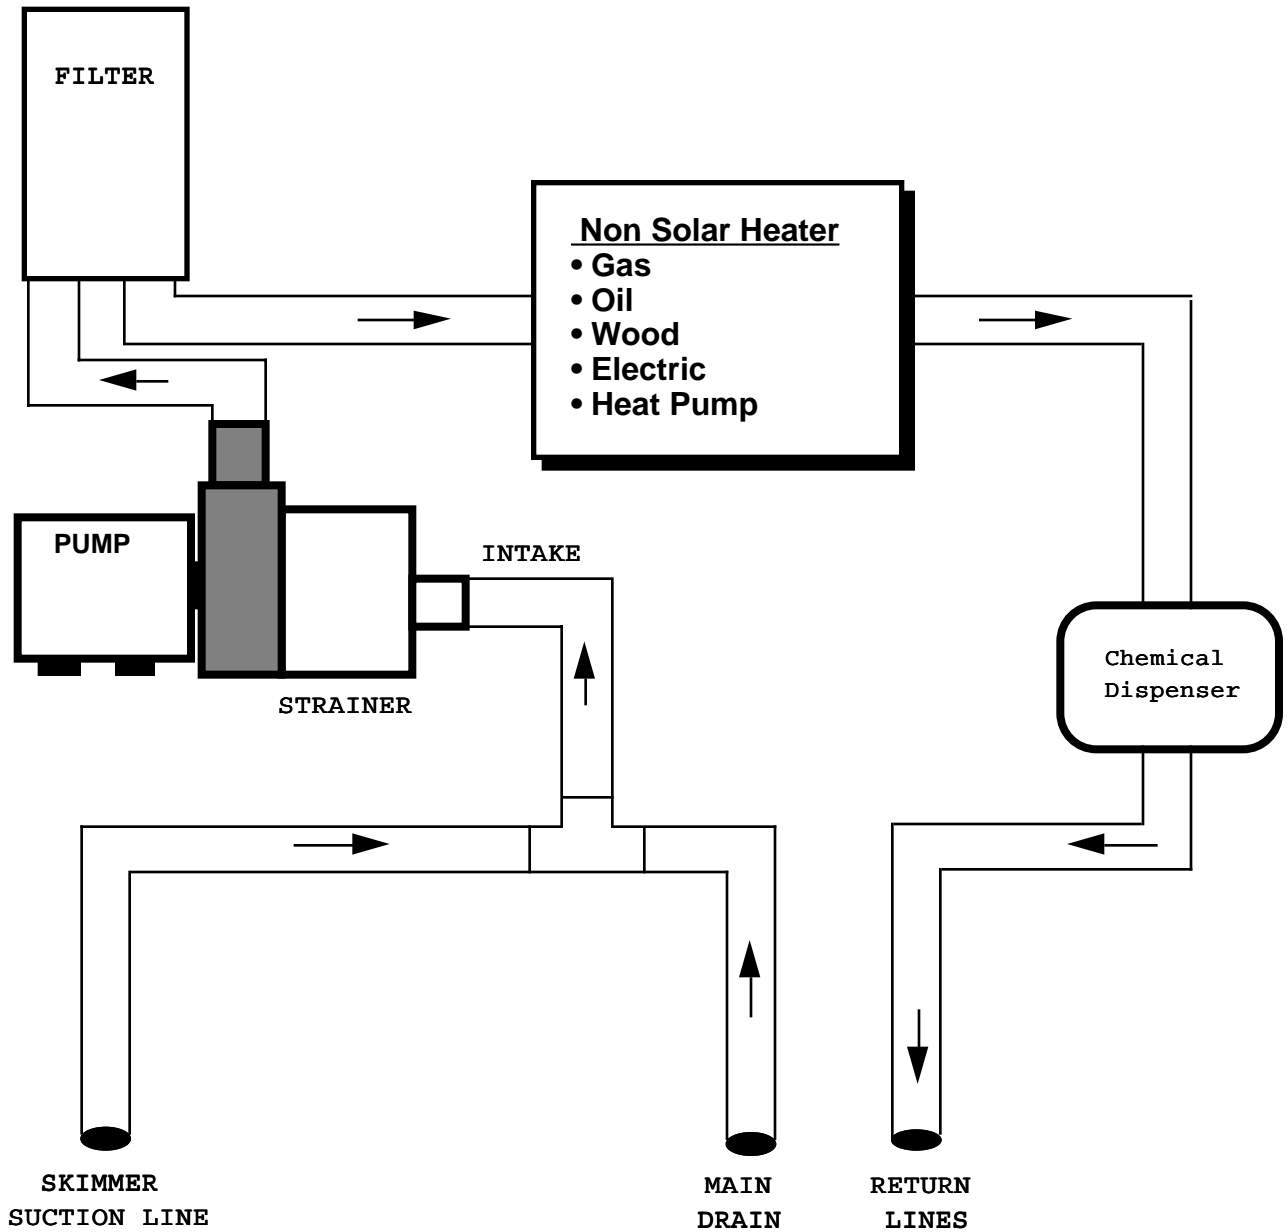 FILTER
Non Solar Heater
• Gas
• Oil
• Wood
• Electric
• Heat Pump
PUMP
INTAKE
STRAINER
Chemical
Dispenser
SKIMMER
SUCTION LINE
MAIN
DRAIN
RETURN
LINES